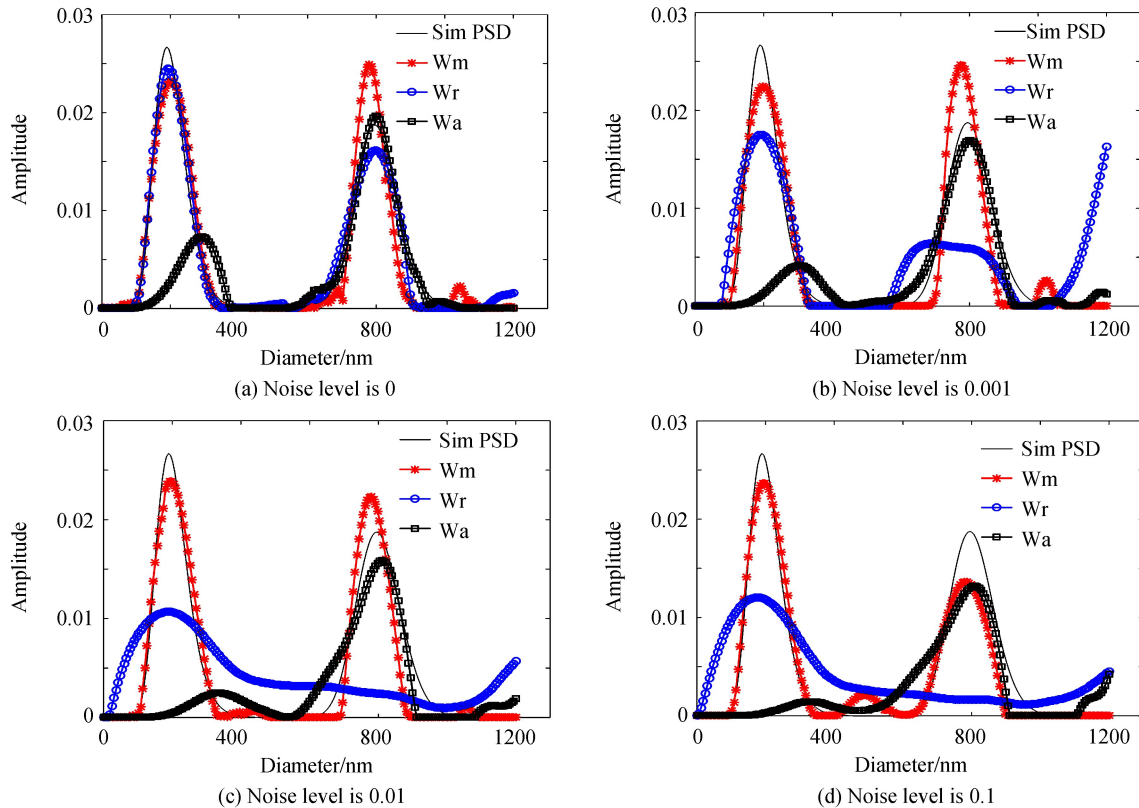 0.03
0.02
0.01
0
Amplitude
Sim PSD
Wm
Wr
Wa
0 400 800 1200
Diameter/nm
(a) Noise level is 0
0.03
0.02
0.01
0
Amplitude
Sim PSD
Wm
Wr
Wa
0 400 800 1200
Diameter/nm
(b) Noise level is 0.001
0.03
0.02
0.01
0
Amplitude
Sim PSD
Wm
Wr
Wa
0 400 800 1200
Diameter/nm
(c) Noise level is 0.01
0.03
0.02
0.01
0
Amplitude
Sim PSD
Wm
Wr
Wa
0 400 800 1200
Diameter/nm
(d) Noise level is 0.1